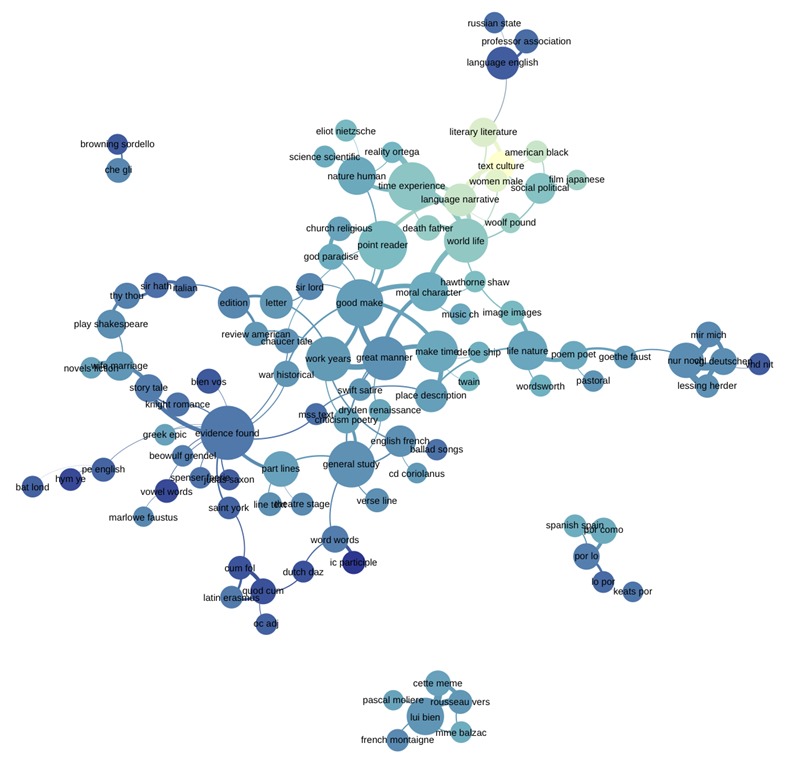 russian state
professor association
language english
literary literature
eliot nietzsche
browning sordello
american black
reality ortega
science scientific
text culture
che gli
nature human
women male
film japanese
time experience
social political
language narrative
woolf pound
church religious
death father
point reader
world life
god paradise
hawthorne shaw
sir hath
italian
sir lord
moral character
thy thou
edition
letter
good make
music ch
image images
play shakespeare
review american
mir mich
chaucer tale
make time
defoe ship
life nature
poem poet
goethe faust
work years
great manner
nur noch
vgl deutschen
und nit
novels fiction
wife marriage
war historical
bien vos
twain
pastoral
wordsworth
lessing herder
story tale
swift satire
place description
knight romance
mss text
dryden renaissance
criticism poetry
greek epic
evidence found
english french
ballad songs
beowulf grendel
general study
pe english
part lines
cd coriolanus
hym ye
bat lond
vowel words
verse line
saint york
line text
theatre stage
marlowe faustus
spanish spain
por como
word words
por lo
ic participle
cum fol
dutch daz
lo por
quod cum
keats por
latin erasmus
oc adj
cette meme
pascal moliere
rousseau vers
lui bien
mme balzac
french montaigne